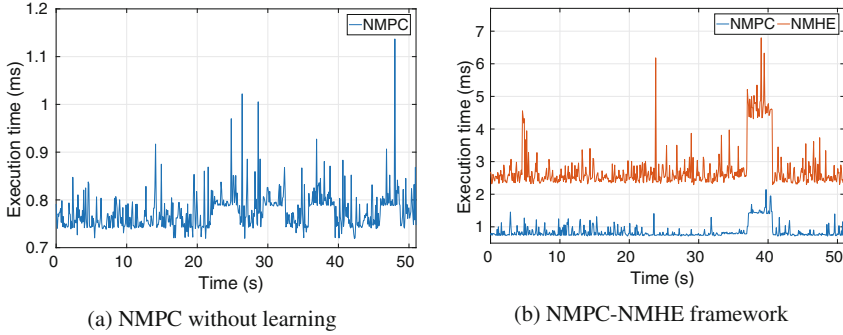 1.2
1.1
1
0.9
0.8
0.7
Execution time (ms)
NMPC
0 10 20 30 40 50
Time (s)
(a) NMPC without learning
7
6
5
4
3
2
1
Execution time (ms)
NMPC NMHE
0 10 20 30 40 50
Time (s)
(b) NMPC-NMHE framework